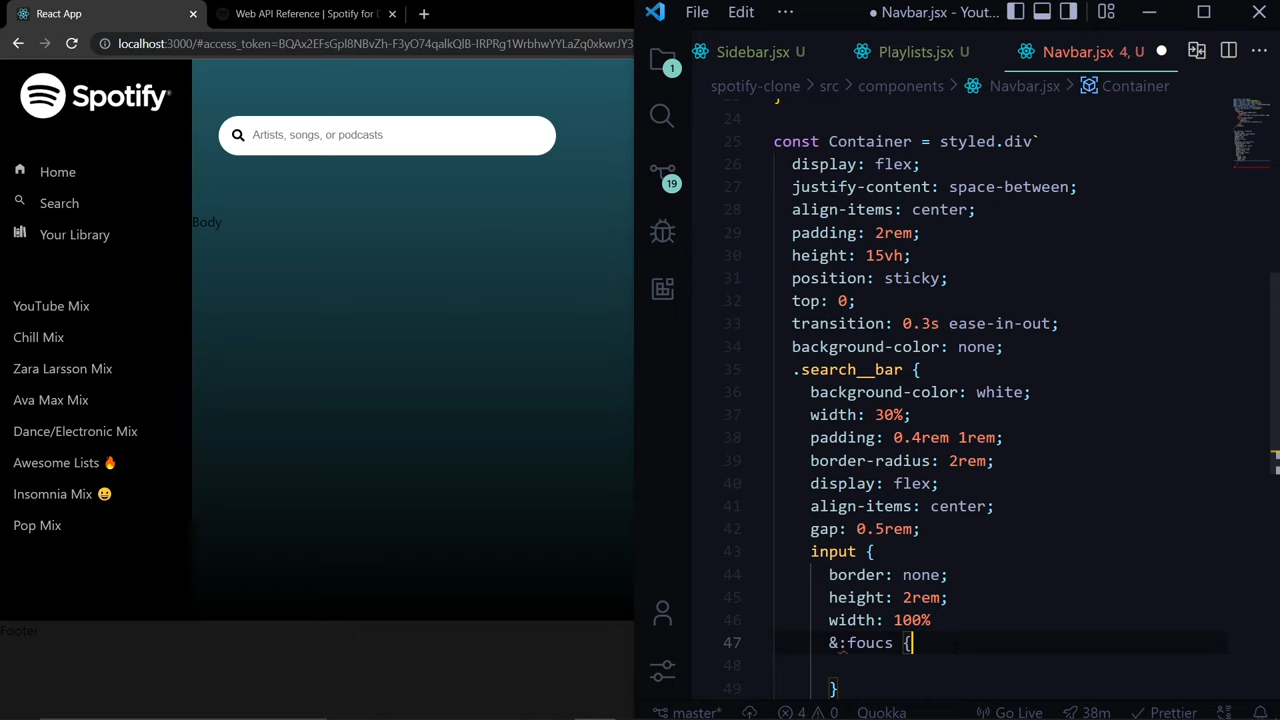 React App
Web API Reference | Spotify for
localhost:3000/#access_token=BQAx2EFsGpl8NBvZh-F3yO74qalkQlB-IRPRg1WrbhwYYLaZq0xkwrJY3
Spotify
Home
Search
Your Library
YouTube Mix
Chill Mix
Zara Larsson Mix
Ava Max Mix
Dance/Electronic Mix
Awesome Lists 🔥
Insomnia Mix 😀
Pop Mix
Artists, songs, or podcasts
Body
Footer
File Edit ··· ● Navbar.jsx - Yout...
Sidebar.jsx U Playlists.jsx U Navbar.jsx 4, U
spotify-clone > src > components > Navbar.jsx > Container
1
19
24
25 const Container = styled.div`
26 display: flex;
27 justify-content: space-between;
28 align-items: center;
29 padding: 2rem;
30 height: 15vh;
31 position: sticky;
32 top: 0;
33 transition: 0.3s ease-in-out;
34 background-color: none;
35 .search__bar {
36 background-color: white;
37 width: 30%;
38 padding: 0.4rem 1rem;
39 border-radius: 2rem;
40 display: flex;
41 align-items: center;
42 gap: 0.5rem;
43 input {
44 border: none;
45 height: 2rem;
46 width: 100%
47 &:foucs {
48
49 }
master* 4 0 Quokka Go Live 38m Prettier